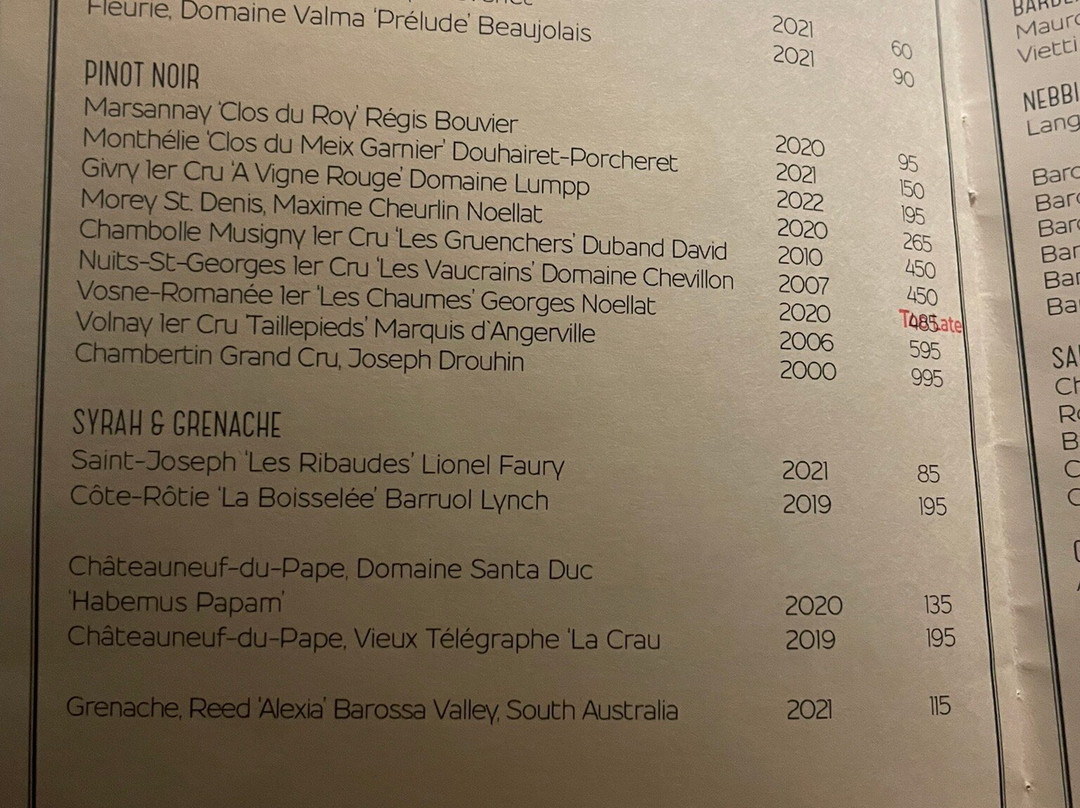 2021 60
Fleurie, Domaine Valma 'Prélude' Beaujolais 2021 90
PINOT NOIR
Marsannay 'Clos du Roy' Régis Bouvier 2020 95
Monthélie 'Clos du Meix Garnier' Douhairet-Porcheret 2021 150
Givry 1er Cru 'A Vigne Rouge' Domaine Lumpp 2022 195
Morey St. Denis, Maxime Cheurlin Noellat 2020 265
Chambolle Musigny 1er Cru 'Les Gruenchers' Duband David 2010 450
Nuits-St-Georges 1er Cru 'Les Vaucrains' Domaine Chevillon 2007 450
Vosne-Romanée 1er 'Les Chaumes' Georges Noellat 2020 485
Volnay 1er Cru 'Taillepieds' Marquis d'Angerville 2006 595
Chambertin Grand Cru, Joseph Drouhin 2000 995
SYRAH & GRENACHE
Saint-Joseph 'Les Ribaudes' Lionel Faury 2021 85
Côte-Rôtie 'La Boisselée' Barruol Lynch 2019 195
Châteauneuf-du-Pape, Domaine Santa Duc
'Habemus Papam' 2020 135
Châteauneuf-du-Pape, Vieux Télégraphe 'La Crau 2019 195
Grenache, Reed 'Alexia' Barossa Valley, South Australia 2021 115
Vietti
NEBBI
Lang